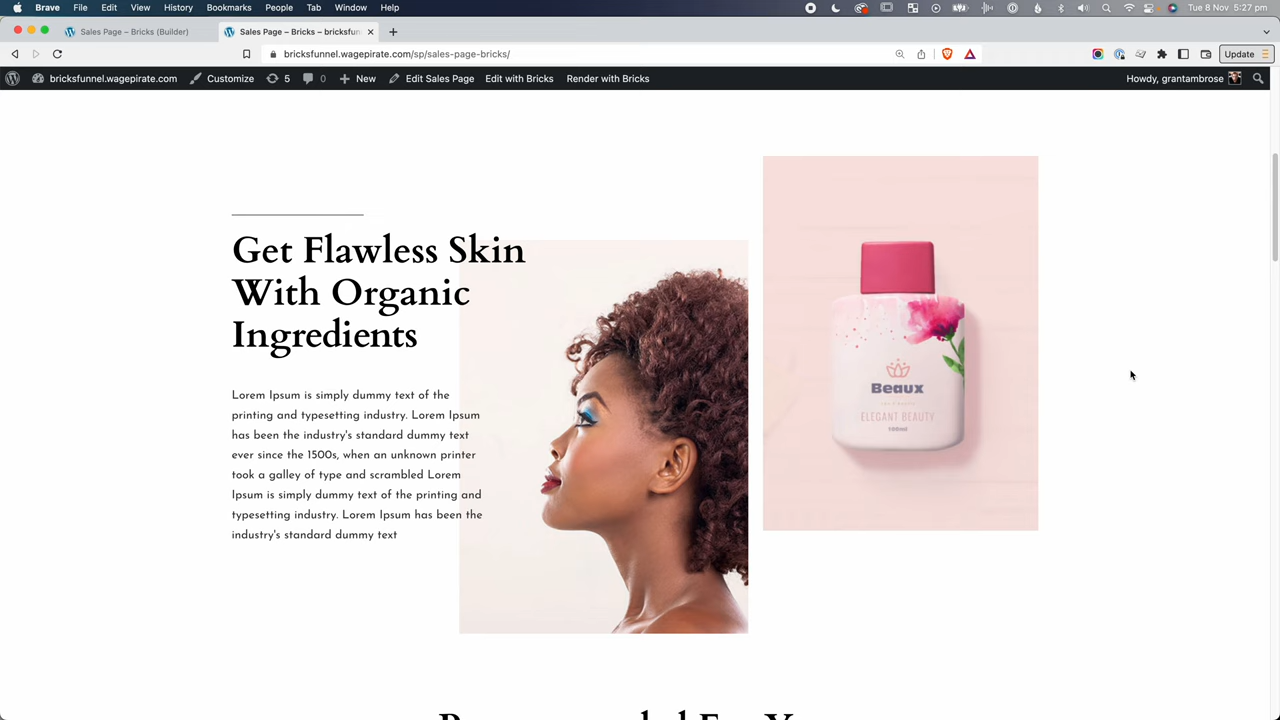 Brave File Edit View History Bookmarks People Tab Window Help
Tue 8 Nov 5:27 pm
Sales Page – Bricks (Builder)
Sales Page – Bricks – bricksfun
bricksfunnel.wagepirate.com/sp/sales-page-bricks/
Update
bricksfunnel.wagepirate.com Customize 5 0 New Edit Sales Page Edit with Bricks Render with Bricks
Howdy, grantambrose
Get Flawless Skin
With Organic
Ingredients
Lorem Ipsum is simply dummy text of the
printing and typesetting industry. Lorem Ipsum
has been the industry's standard dummy text
ever since the 1500s, when an unknown printer
took a galley of type and scrambled Lorem
Ipsum is simply dummy text of the printing and
typesetting industry. Lorem Ipsum has been the
industry's standard dummy text
Beaux
ELEGANT BEAUTY
100ml